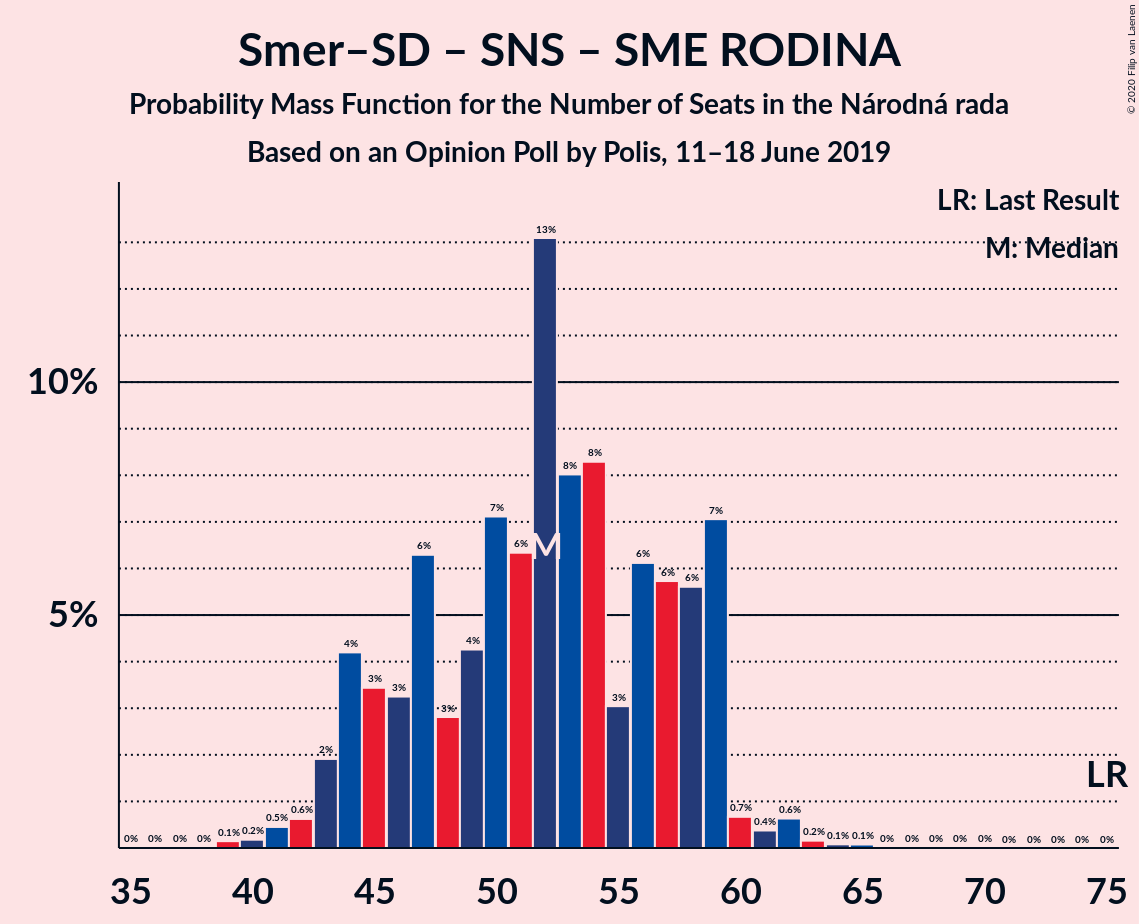 Smer–SD – SNS – SME RODINA
Probability Mass Function for the Number of Seats in the Národná rada
Based on an Opinion Poll by Polis, 11–18 June 2019
© 2020 Filip van Laenen
LR: Last Result
M: Median
10%
5%
0% 0% 0% 0% 0.1% 0.2% 0.5% 0.6% 2% 4% 3% 3% 6% 3% 4% 7% 6% 13% 8% 8% 3% 6% 6% 6% 7% 0.7% 0.4% 0.6% 0.2% 0.1% 0.1% 0% 0% 0% 0% 0% 0% 0% 0% 0% 0%
M
LR
35 40 45 50 55 60 65 70 75